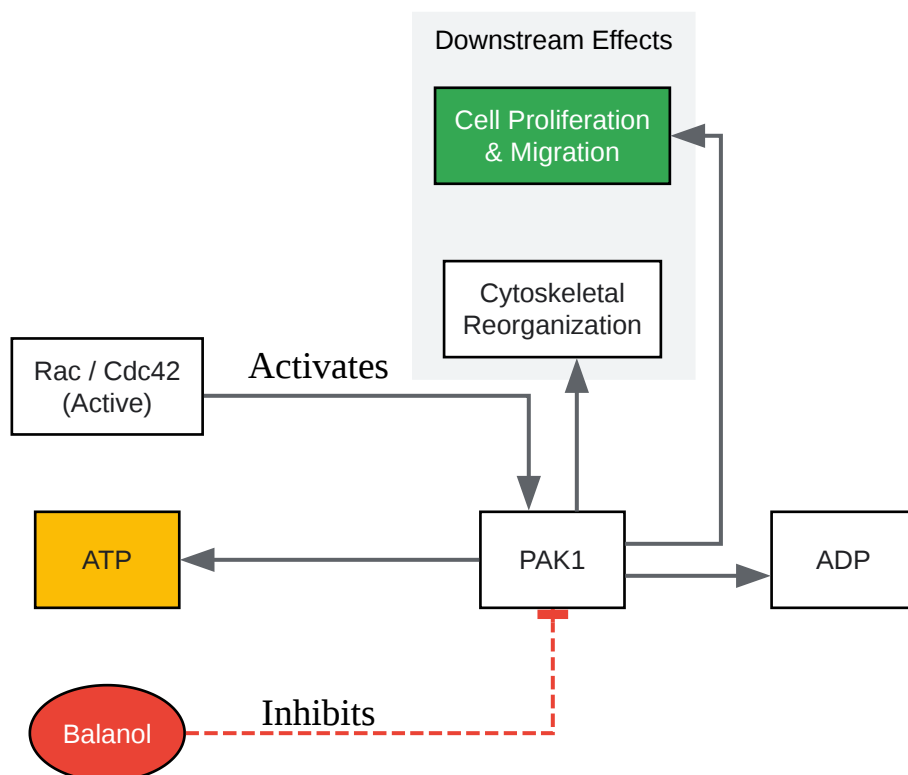 Downstream Effects
Cell Proliferation
& Migration
Cytoskeletal
Reorganization
Rac / Cdc42
(Active)
Activates
ATP
PAK1
ADP
Balanol
Inhibits